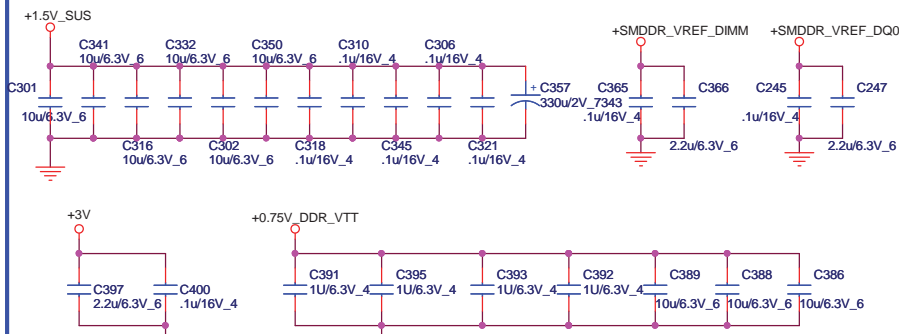 +1.5V_SUS
+SMDDR_VREF_DIMM
+SMDDR_VREF_DQ0
C341
10u/6.3V_6
C332
10u/6.3V_6
C350
10u/6.3V_6
C310
.1u/16V_4
C306
.1u/16V_4
C301
10u/6.3V_6
+
C357
330u/2V_7343
C365
.1u/16V_4
C366
2.2u/6.3V_6
C245
.1u/16V_4
C247
2.2u/6.3V_6
C316
10u/6.3V_6
C302
10u/6.3V_6
C318
.1u/16V_4
C345
.1u/16V_4
C321
.1u/16V_4
+3V
+0.75V_DDR_VTT
C397
2.2u/6.3V_6
C400
.1u/16V_4
C391
1U/6.3V_4
C395
1U/6.3V_4
C393
1U/6.3V_4
C392
1U/6.3V_4
C389
10u/6.3V_6
C388
10u/6.3V_6
C386
10u/6.3V_6